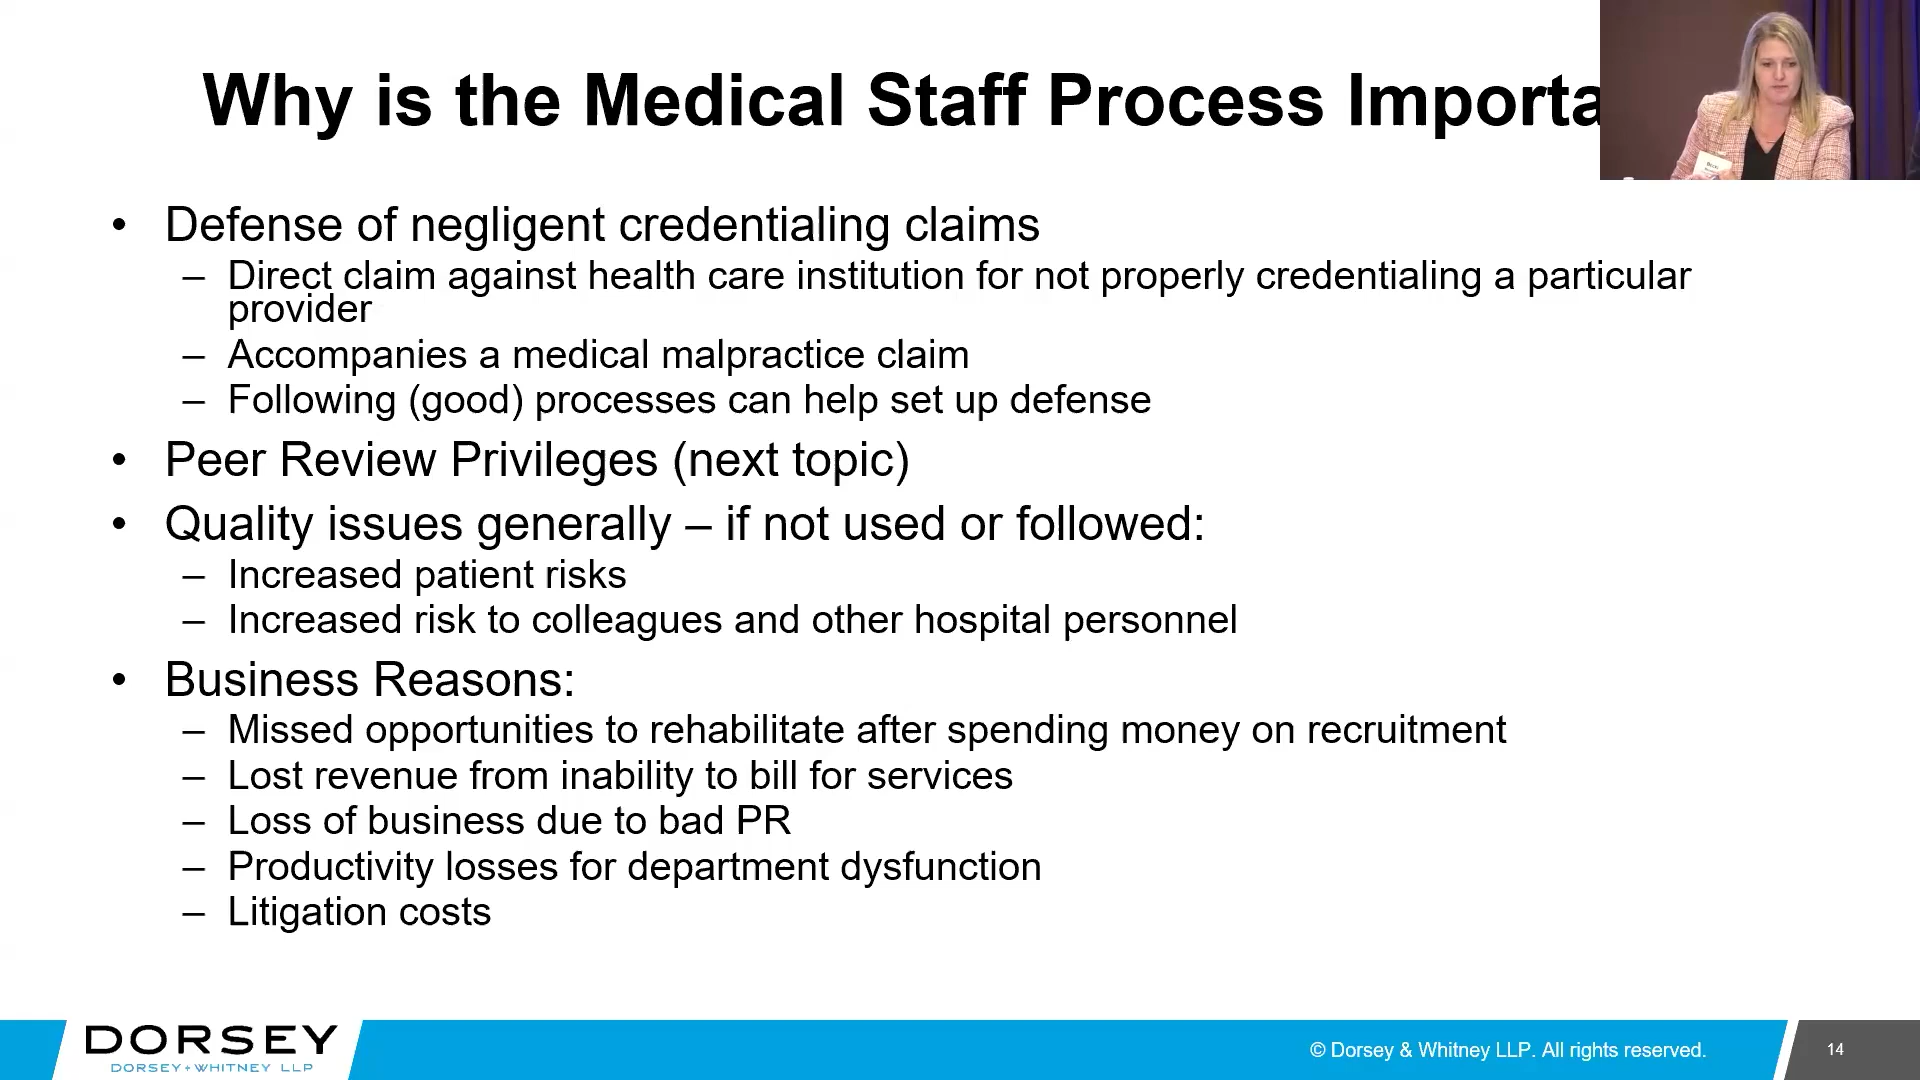 Why is the Medical Staff Process Importa
• Defense of negligent credentialing claims
– Direct claim against health care institution for not properly credentialing a particular
provider
– Accompanies a medical malpractice claim
– Following (good) processes can help set up defense
• Peer Review Privileges (next topic)
• Quality issues generally – if not used or followed:
– Increased patient risks
– Increased risk to colleagues and other hospital personnel
• Business Reasons:
– Missed opportunities to rehabilitate after spending money on recruitment
– Lost revenue from inability to bill for services
– Loss of business due to bad PR
– Productivity losses for department dysfunction
– Litigation costs
DORSEY
DORSEY+WHITNEY LLP
© Dorsey & Whitney LLP. All rights reserved.
14